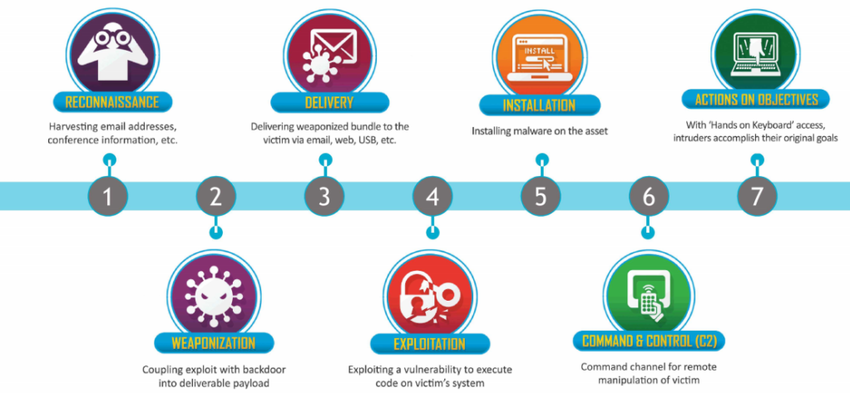 RECONNAISSANCE
Harvesting email addresses,
conference information, etc.
DELIVERY
Delivering weaponized bundle to the
victim via email, web, USB, etc.
INSTALL
INSTALLATION
Installing malware on the asset
ACTIONS ON OBJECTIVES
With ‘Hands on Keyboard’ access,
intruders accomplish their original goals
1
2
3
4
5
6
7
WEAPONIZATION
Coupling exploit with backdoor
into deliverable payload
EXPLOITATION
Exploiting a vulnerability to execute
code on victim’s system
COMMAND & CONTROL (C2)
Command channel for remote
manipulation of victim